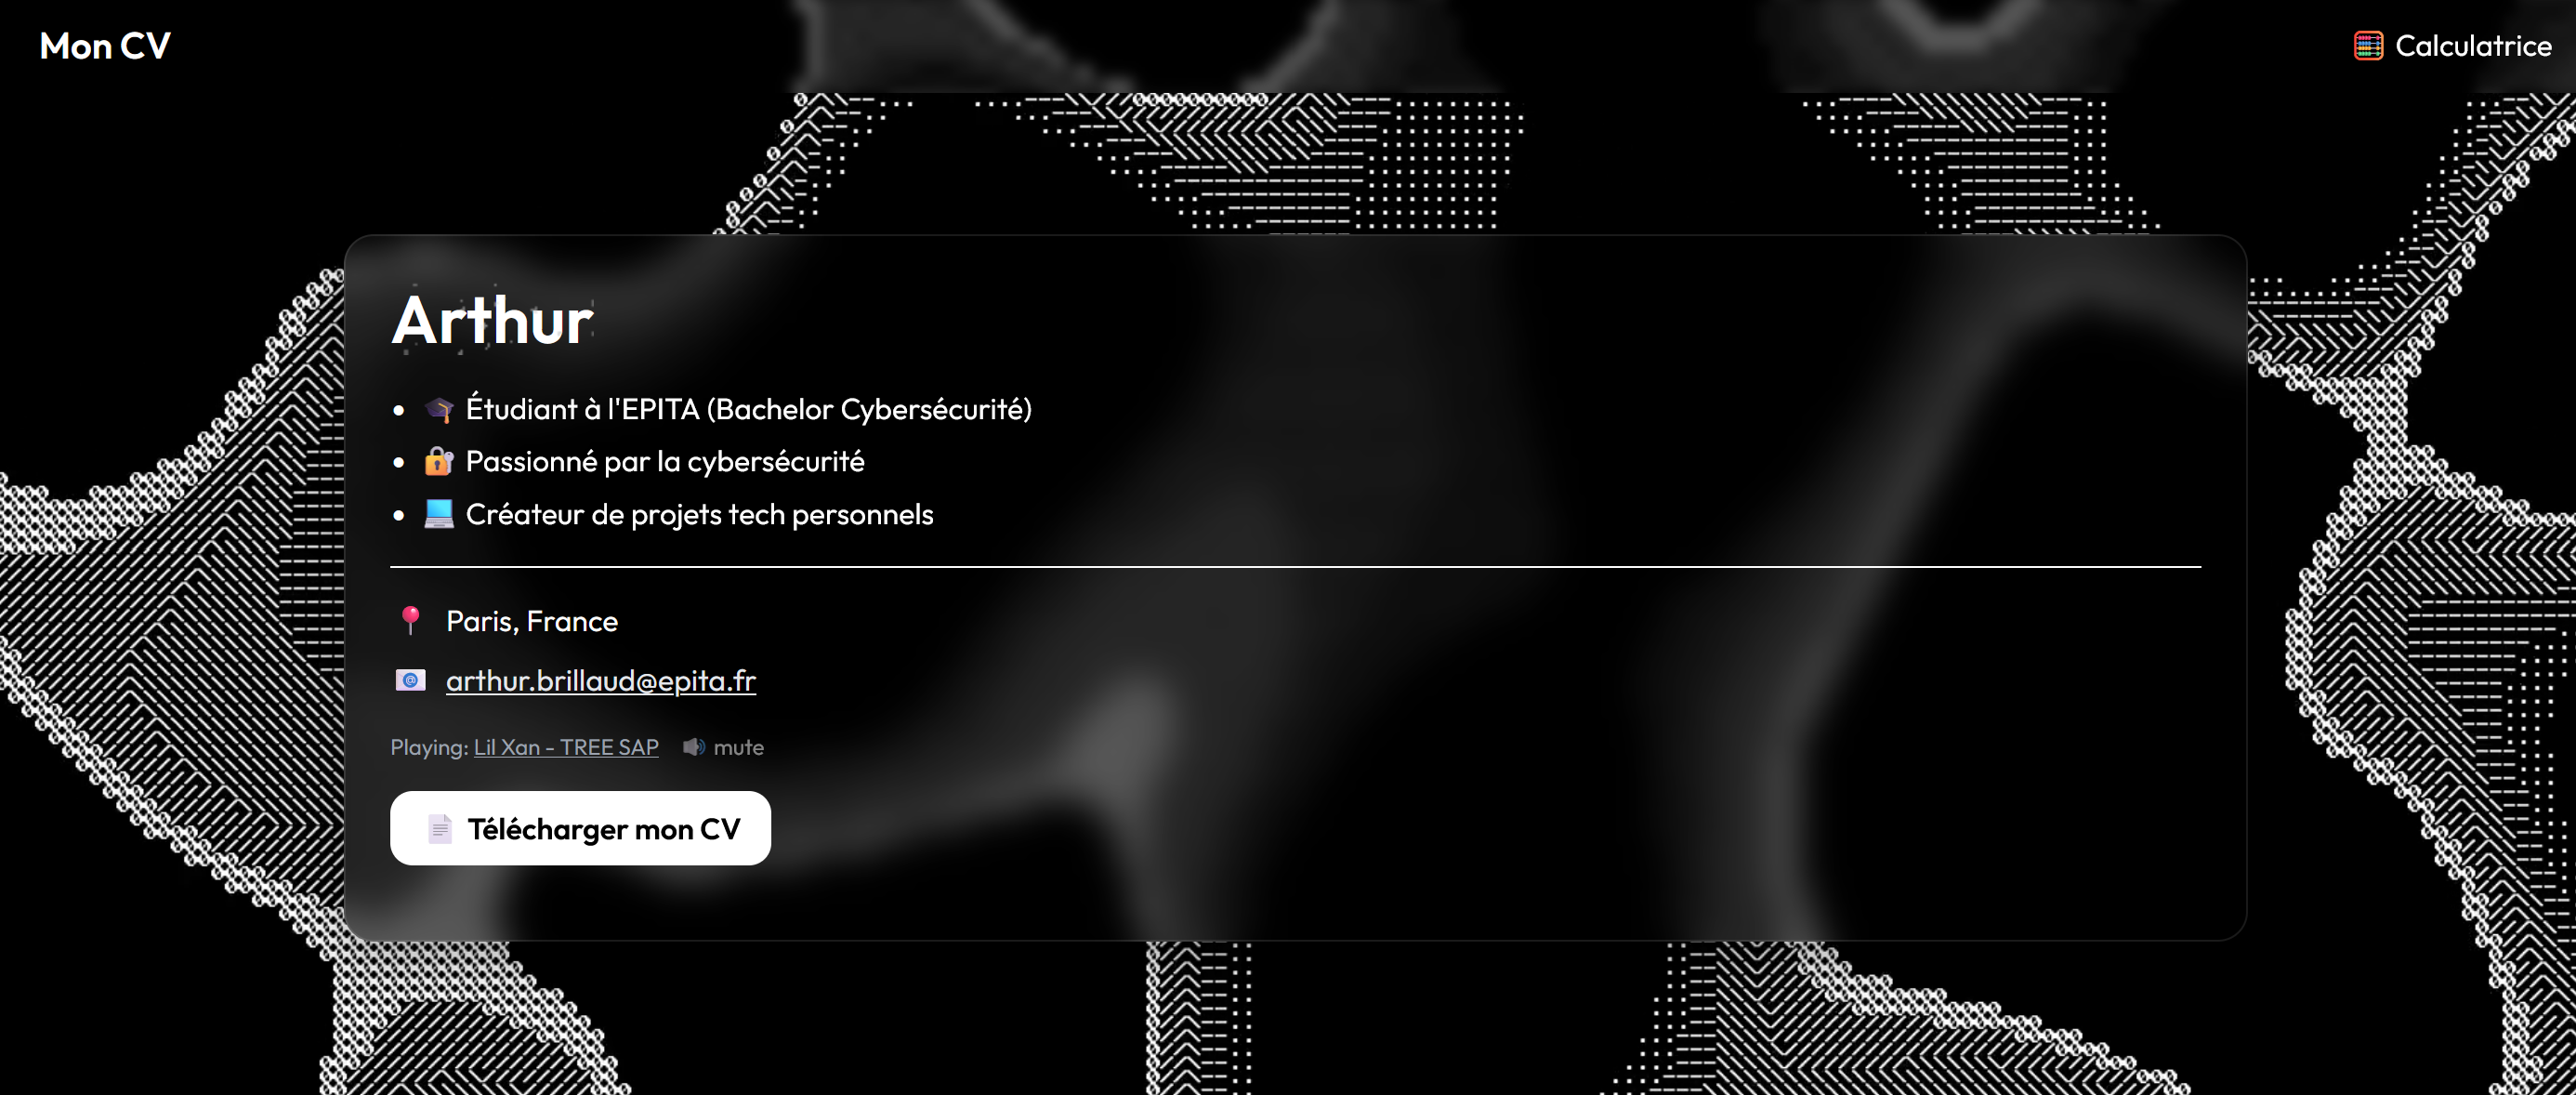 Mon CV
🧮 Calculatrice
Arthur
• 🎓 Étudiant à l'EPITA (Bachelor Cybersécurité)
• 🔐 Passionné par la cybersécurité
• 💻 Créateur de projets tech personnels
📍 Paris, France
📧 arthur.brillaud@epita.fr
Playing: Lil Xan - TREE SAP 🔊 mute
📄 Télécharger mon CV